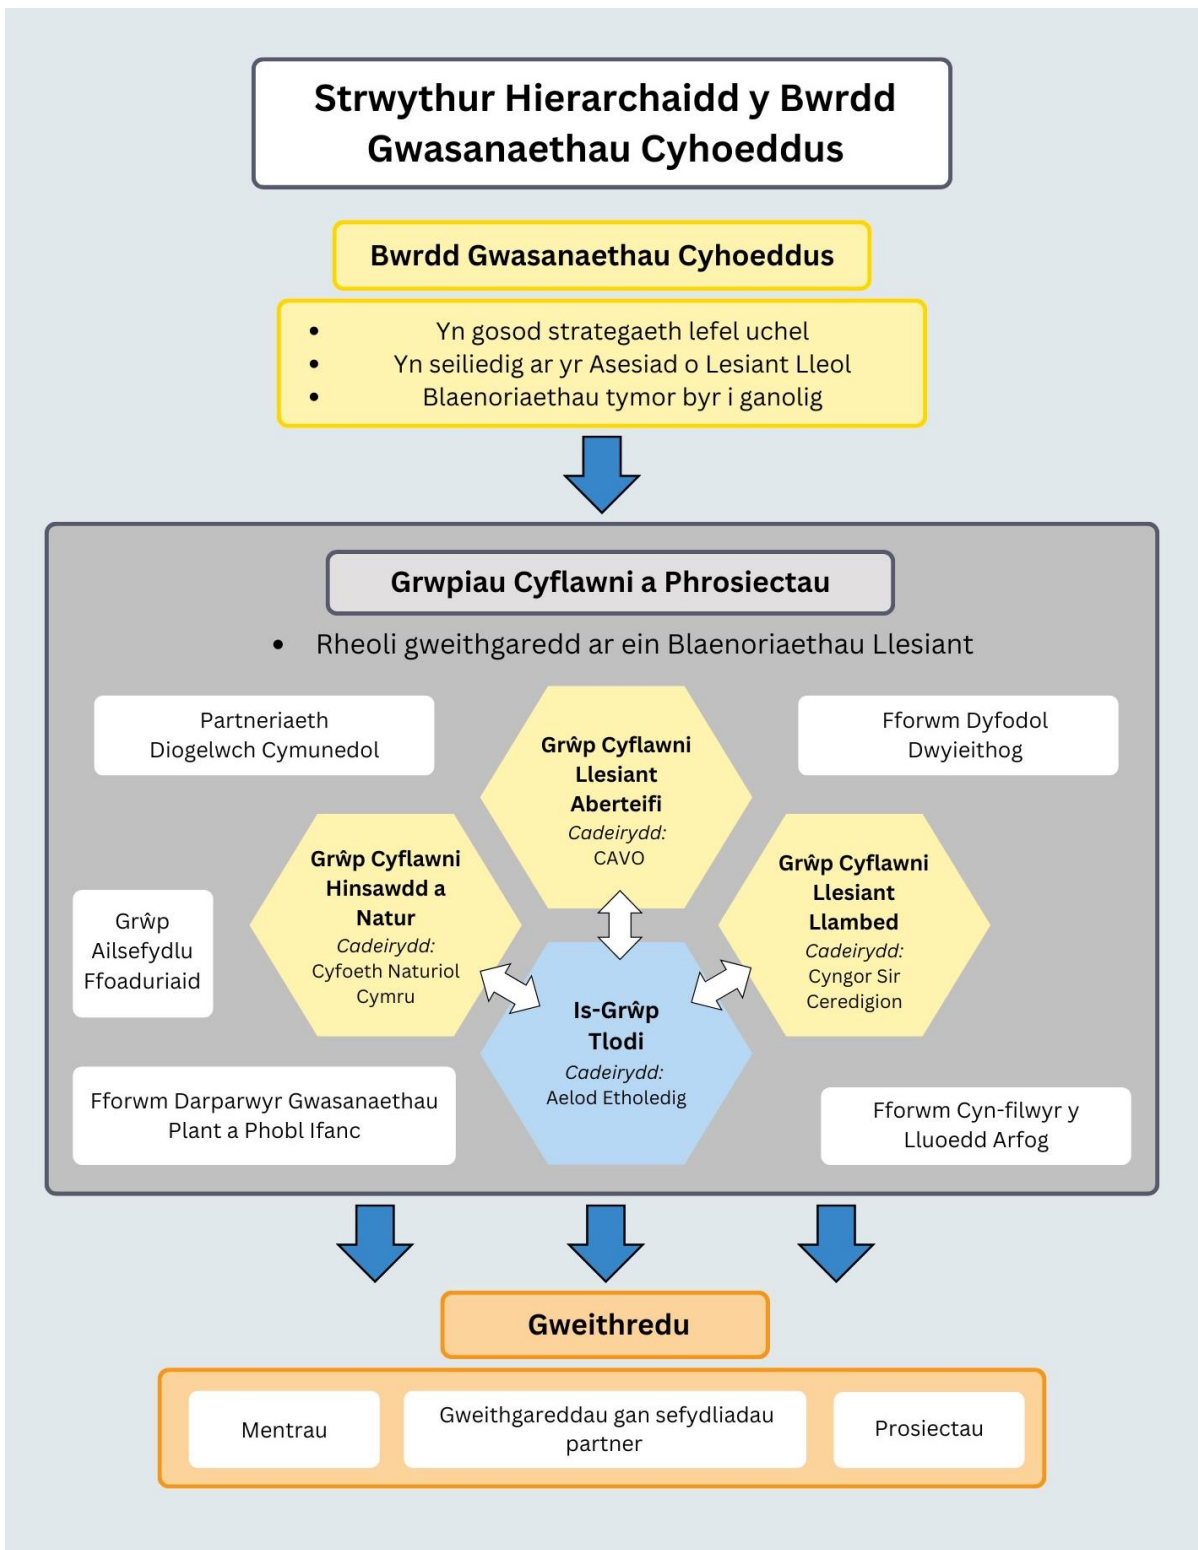 Strwythur Hierarchaidd y Bwrdd
Gwasanaethau Cyhoeddus
Bwrdd Gwasanaethau Cyhoeddus
• Yn gosod strategaeth lefel uchel
• Yn seiliedig ar yr Asesiad o Lesiant Lleol
• Blaenoriaethau tymor byr i ganolig
Grwpiau Cyflawni a Phrosiectau
• Rheoli gweithgaredd ar ein Blaenoriaethau Llesiant
Partneriaeth
Diogelwch Cymunedol
Grŵp Cyflawni
Llesiant
Aberteifi
Cadeirydd:
CAVO
Fforwm Dyfodol
Dwyieithog
Grŵp
Ailsefydlu
Ffoaduriaid
Grŵp Cyflawni
Hinsawdd a
Natur
Cadeirydd:
Cyfoeth Naturiol
Cymru
Grŵp Cyflawni
Llesiant
Llambed
Cadeirydd:
Cyngor Sir
Ceredigion
Is-Grŵp
Tlodi
Cadeirydd:
Aelod Etholedig
Fforwm Darparwyr Gwasanaethau
Plant a Phobl Ifanc
Fforwm Cyn-filwyr y
Lluoedd Arfog
Gweithredu
Mentrau
Gweithgareddau gan sefydliadau
partner
Prosiectau